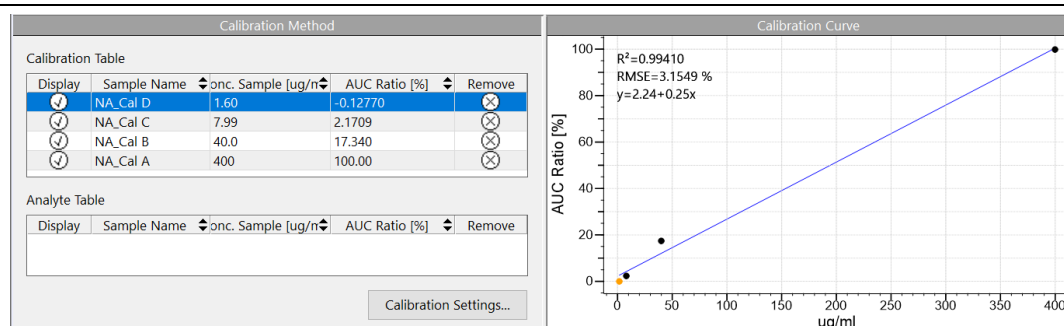 Calibration Method
Calibration Table
Display Sample Name onc. Sample [ug/n AUC Ratio [%] Remove
NA_Cal D 1.60 -0.12770
NA_Cal C 7.99 2.1709
NA_Cal B 40.0 17.340
NA_Cal A 400 100.00
Analyte Table
Display Sample Name onc. Sample [ug/n AUC Ratio [%] Remove
Calibration Settings...
Calibration Curve
R²=0.99410
RMSE=3.1549 %
y=2.24+0.25x
AUC Ratio [%]
100
80
60
40
20
0
0 50 100 150 200 250 300 350 400
ug/ml